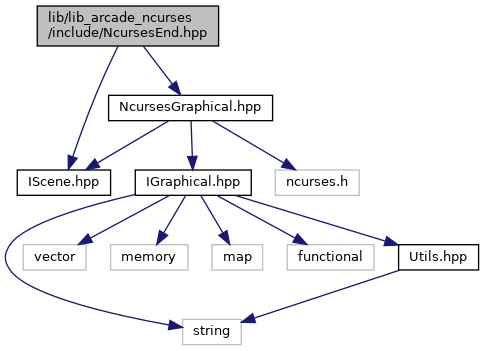 lib/lib_arcade_ncurses
/include/NcursesEnd.hpp
NcursesGraphical.hpp
IScene.hpp
IGraphical.hpp
ncurses.h
vector
memory
map
functional
Utils.hpp
string